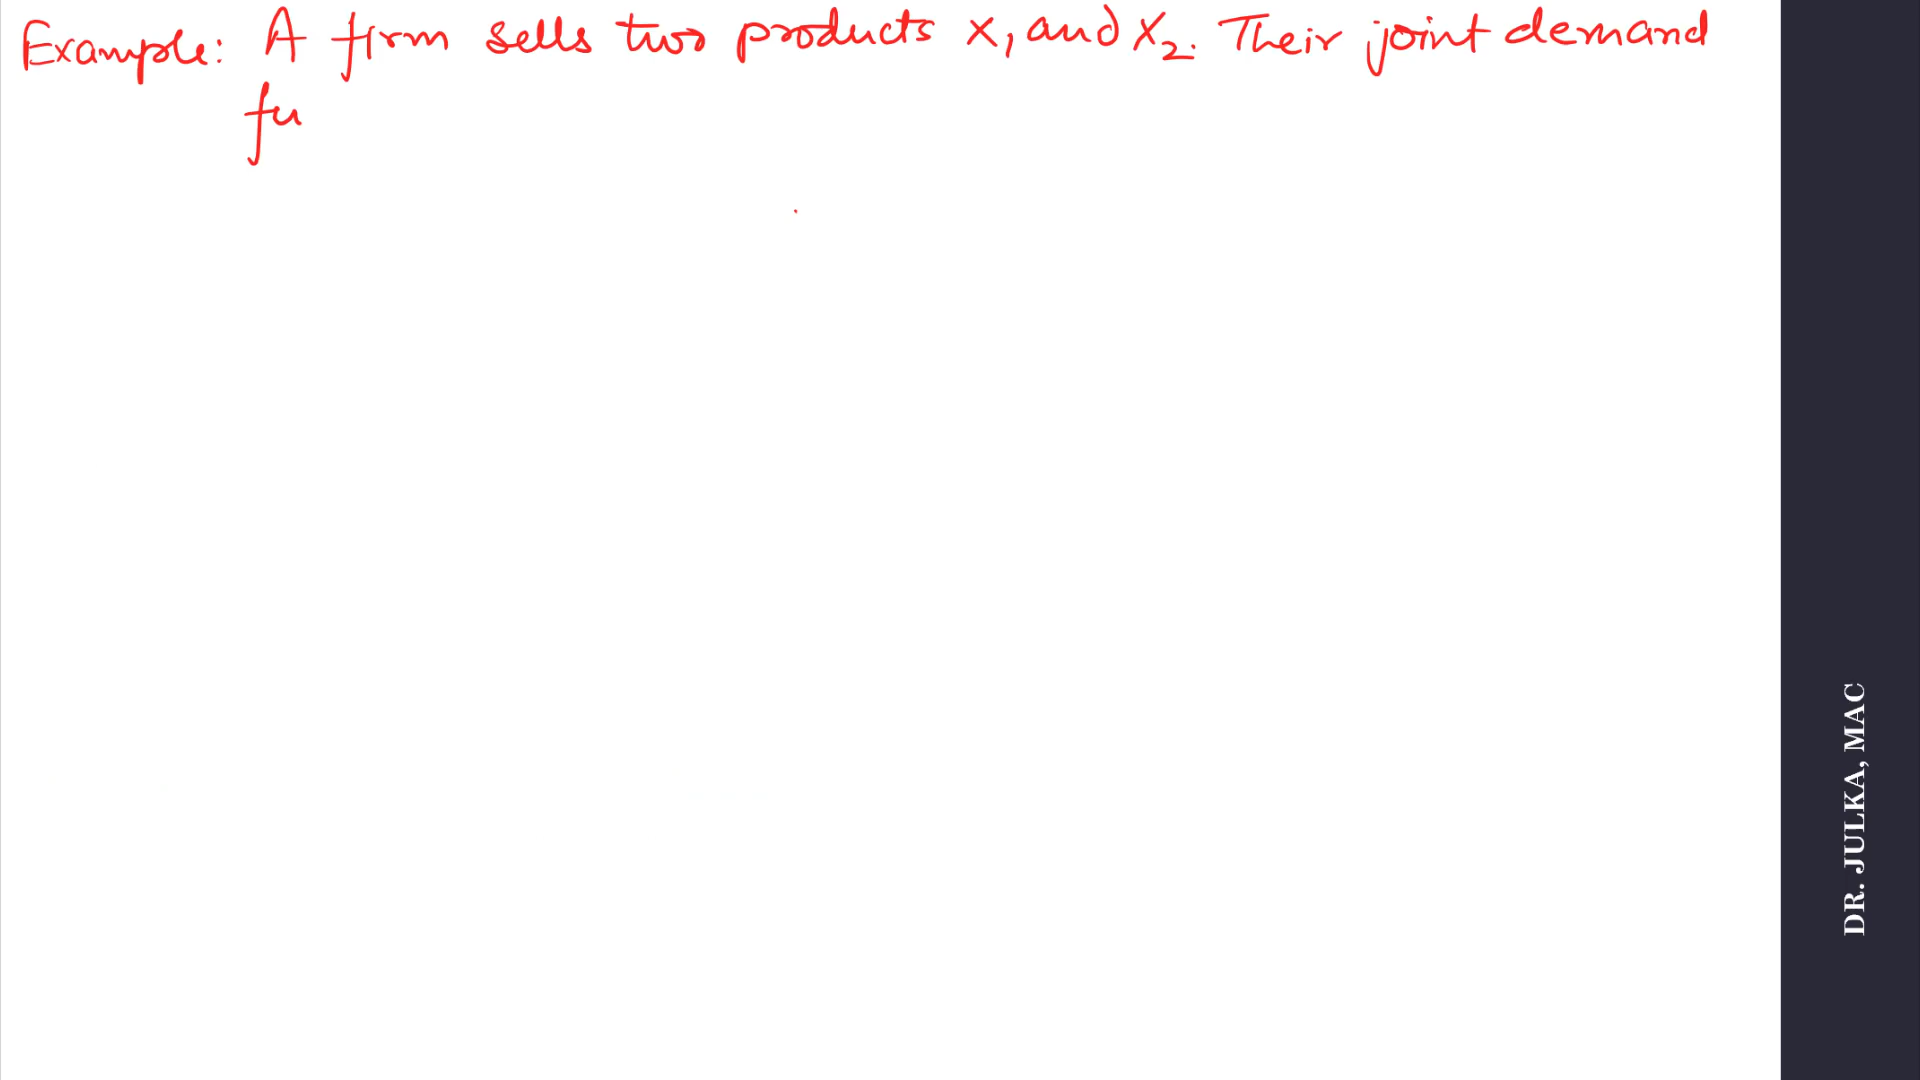 Example: A firm sells two products X₁ and X₂. Their joint demand
fu
DR. JULKA, MAC